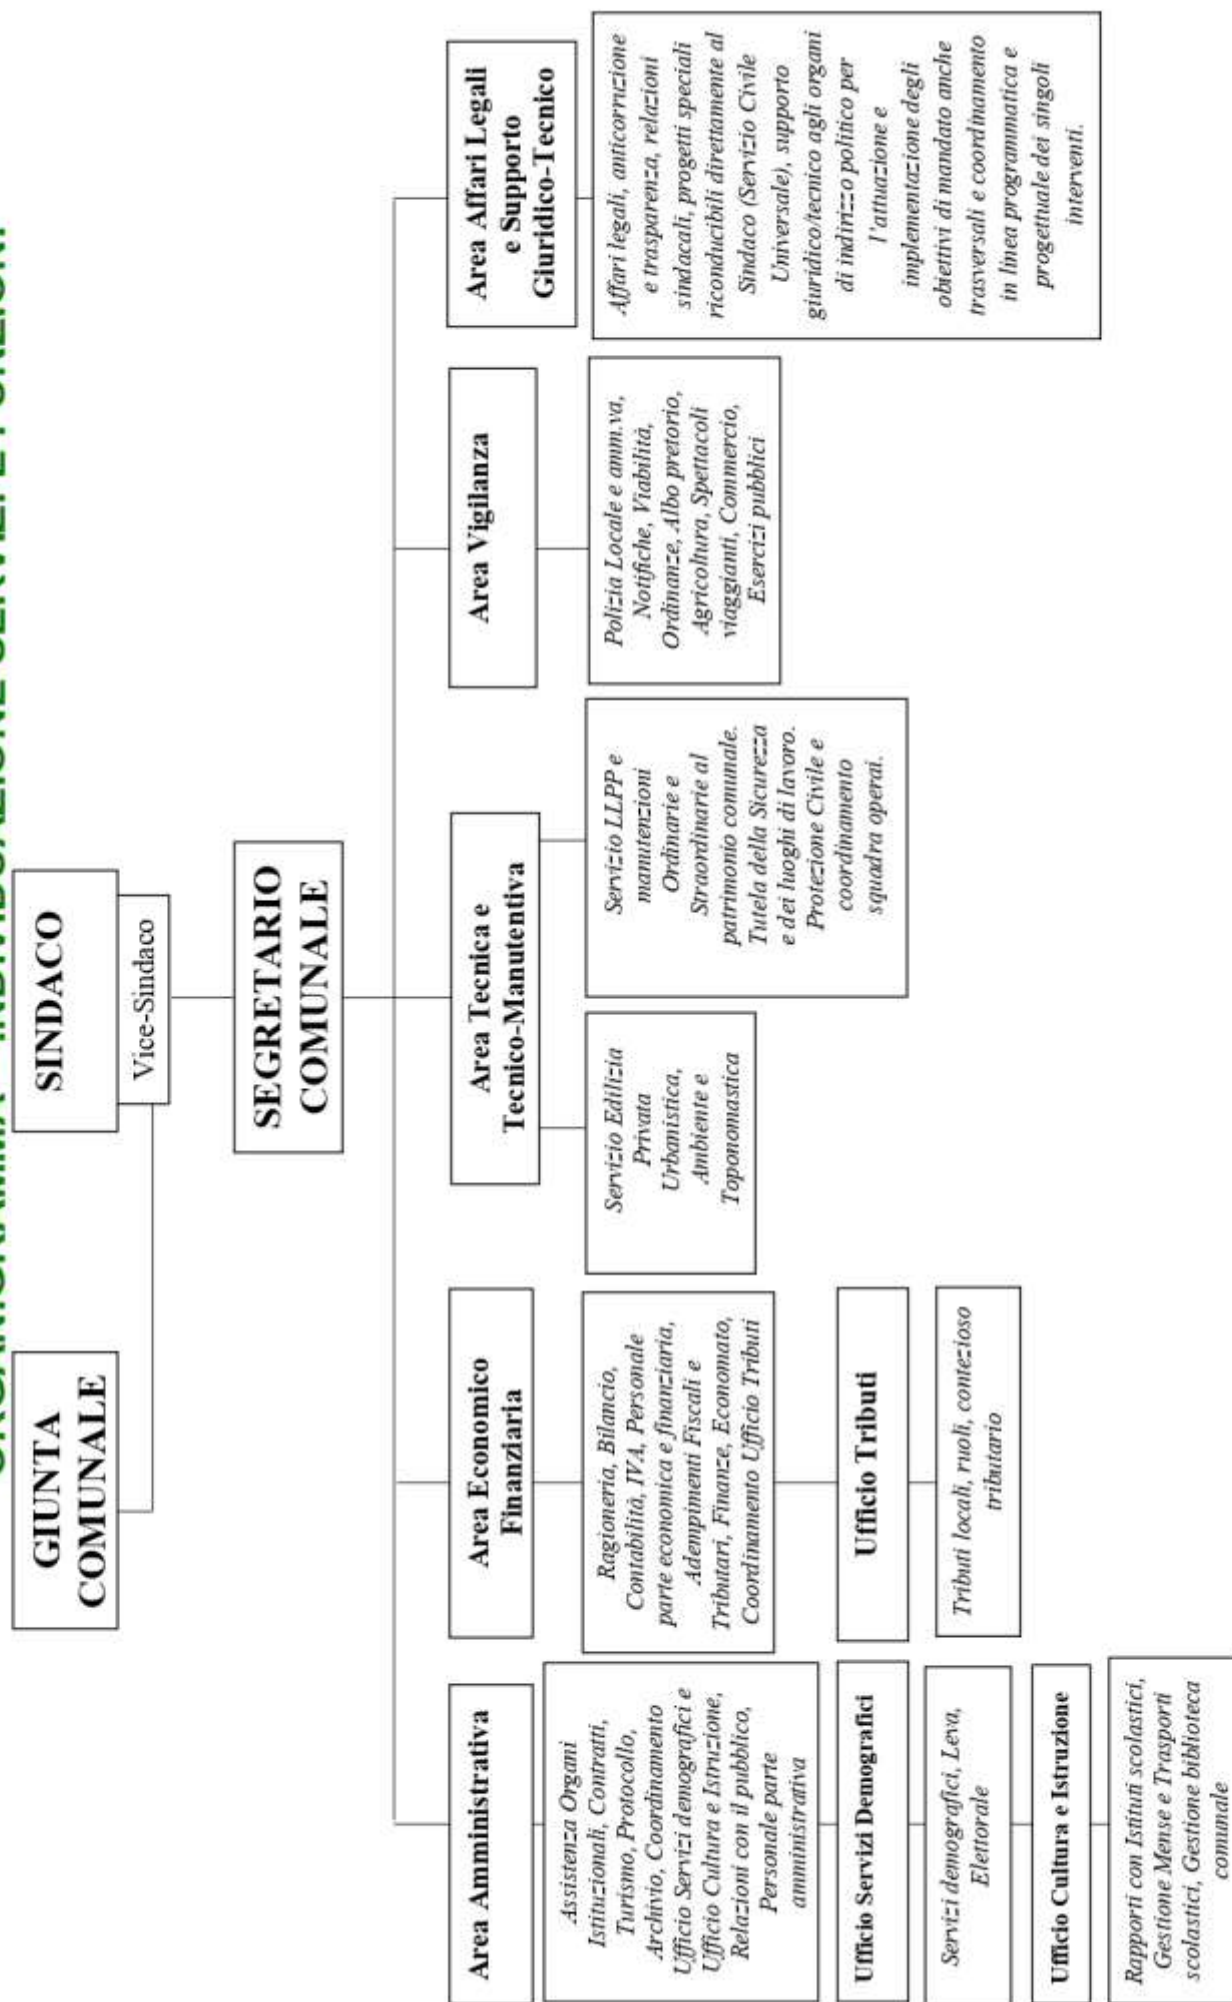 ORGANIGRAMMA – INDIVIDUAZIONE SERVIZI E FUNZIONI
GIUNTA
COMUNALE
SINDACO
Vice-Sindaco
SEGRETARIO
COMUNALE
Area Amministrativa
Assistenza Organi
Istituzionali, Contratti,
Turismo, Protocollo,
Archivio, Coordinamento
Ufficio Servizi demografici e
Ufficio Cultura e Istruzione,
Relazioni con il pubblico,
Personale parte
amministrativa
Ufficio Servizi Demografici
Servizi demografici, Leva,
Elettorale
Ufficio Cultura e Istruzione
Rapporti con Istituti scolastici,
Gestione Mense e Trasporti
scolastici, Gestione biblioteca
comunale
Area Economico
Finanziaria
Ragioneria, Bilancio,
Contabilità, IVA, Personale
parte economica e finanziaria,
Adempimenti Fiscali e
Tributari, Finanze, Economato,
Coordinamento Ufficio Tributi
Ufficio Tributi
Tributi locali, ruoli, contezioso
tributario
Area Tecnica e
Tecnico-Manutentiva
Servizio Edilizia
Privata
Urbanistica,
Ambiente e
Toponomastica
Servizio LLPP e
manutenzioni
Ordinarie e
Straordinarie al
patrimonio comunale.
Tutela della Sicurezza
e dei luoghi di lavoro.
Protezione Civile e
coordinamento
squadra operai.
Area Vigilanza
Polizia Locale e amm.va,
Notifiche, Viabilità,
Ordinanze, Albo pretorio,
Agricoltura, Spettacoli
viaggianti, Commercio,
Esercizi pubblici
Area Affari Legali
e Supporto
Giuridico-Tecnico
Affari legali, anticorruzione
e trasparenza, relazioni
sindacali, progetti speciali
riconducibili direttamente al
Sindaco (Servizio Civile
Universale), supporto
giuridico/tecnico agli organi
di indirizzo politico per
l'attuazione e
implementazione degli
obiettivi di mandato anche
trasversali e coordinamento
in linea programmatica e
progettuale dei singoli
interventi.